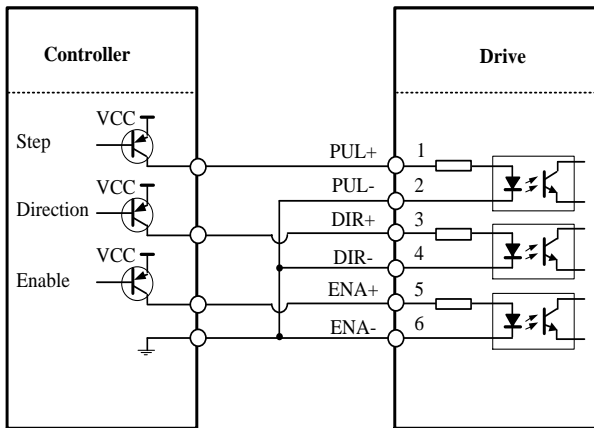 Controller
Drive
VCC
Step
PUL+ 1
PUL- 2
VCC
Direction
DIR+ 3
DIR- 4
VCC
Enable
ENA+ 5
ENA- 6